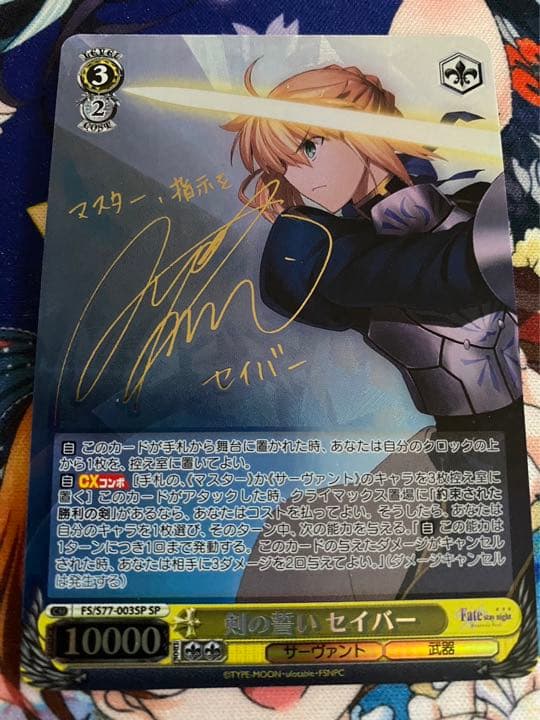 LEVEL
3
2
COST
マスター、指示を
セイバー
自 このカードが手札から舞台に置かれた時、あなたは自分のクロックの上
から1枚を、控え室に置いてよい。
自 CXコンボ [手札の、《マスター》か《サーヴァント》のキャラを3枚控え室に
置く] このカードがアタックした時、クライマックス置場に「約束された
勝利の剣」があるなら、あなたはコストを払ってよい。そうしたら、あなたは
自分のキャラを1枚選び、そのターン中、次の能力を与える。『自 この能力は
1ターンにつき1回まで発動する。このカードの与えたダメージがキャンセル
された時、あなたは相手に3ダメージを2回与えてよい。』(ダメージキャンセル
は発生する)
FS/S77-003SP SP
10000
剣の誓い セイバー
Fate stay night
サーヴァント
武器
©TYPE-MOON・ufotable・FSNPC